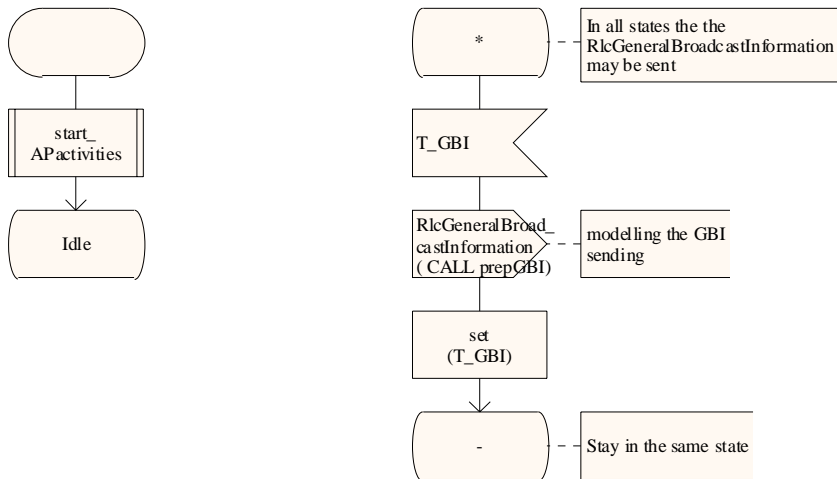 start_
APactivities
Idle
*
In all states the the
RlcGeneralBroadcastInformation
may be sent
T_GBI
RlcGeneralBroad_
castInformation
( CALL prepGBI)
modelling the GBI
sending
set
(T_GBI)
-
Stay in the same state